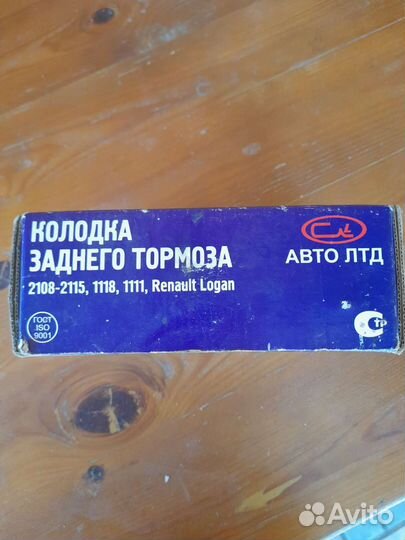 КОЛОДКА
ЗАДНЕГО ТОРМОЗА
2108-2115, 1118, 1111, Renault Logan
АВТО ЛТД
ГОСТ
ISO
9001
Avito